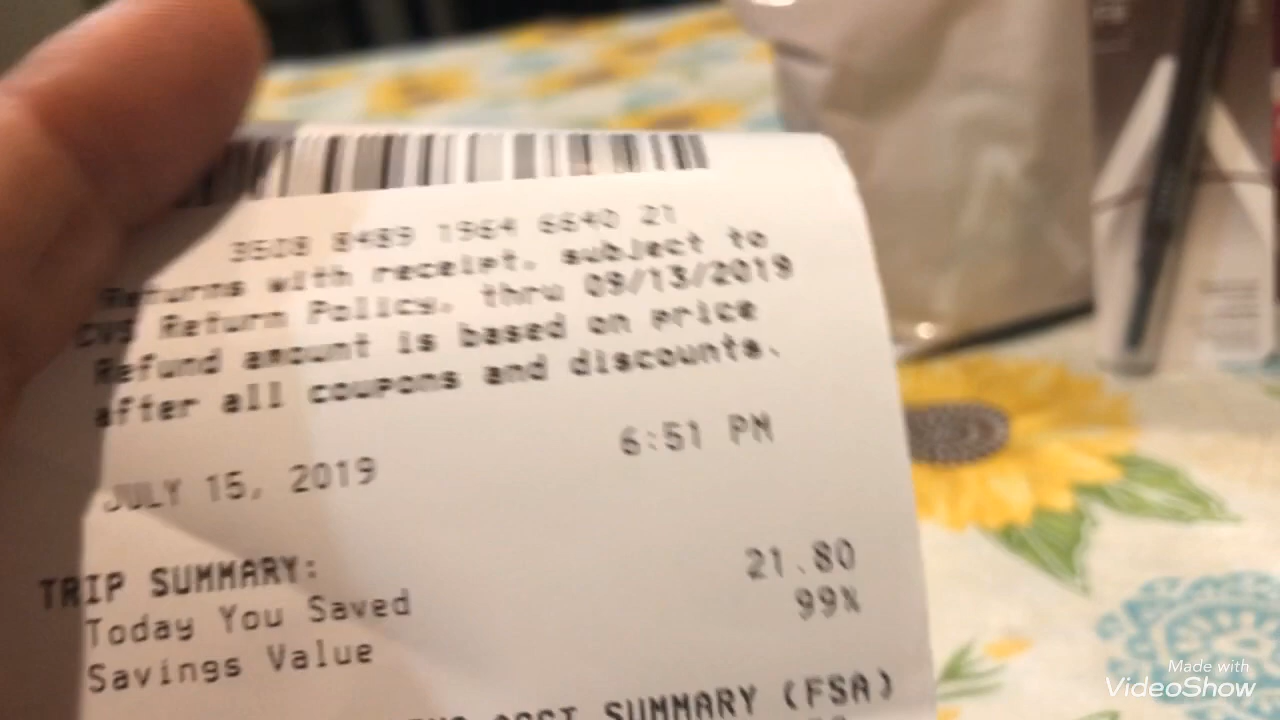 3508 8489 1964 6640 21
Returns with receipt, subject to
CVS Return Policy, thru 09/13/2019
Refund amount is based on price
after all coupons and discounts.
6:51 PM
JULY 15, 2019
TRIP SUMMARY:
Today You Saved 21.80
Savings Value 99%
ACCT SUMMARY (FSA)
Made with
VideoShow